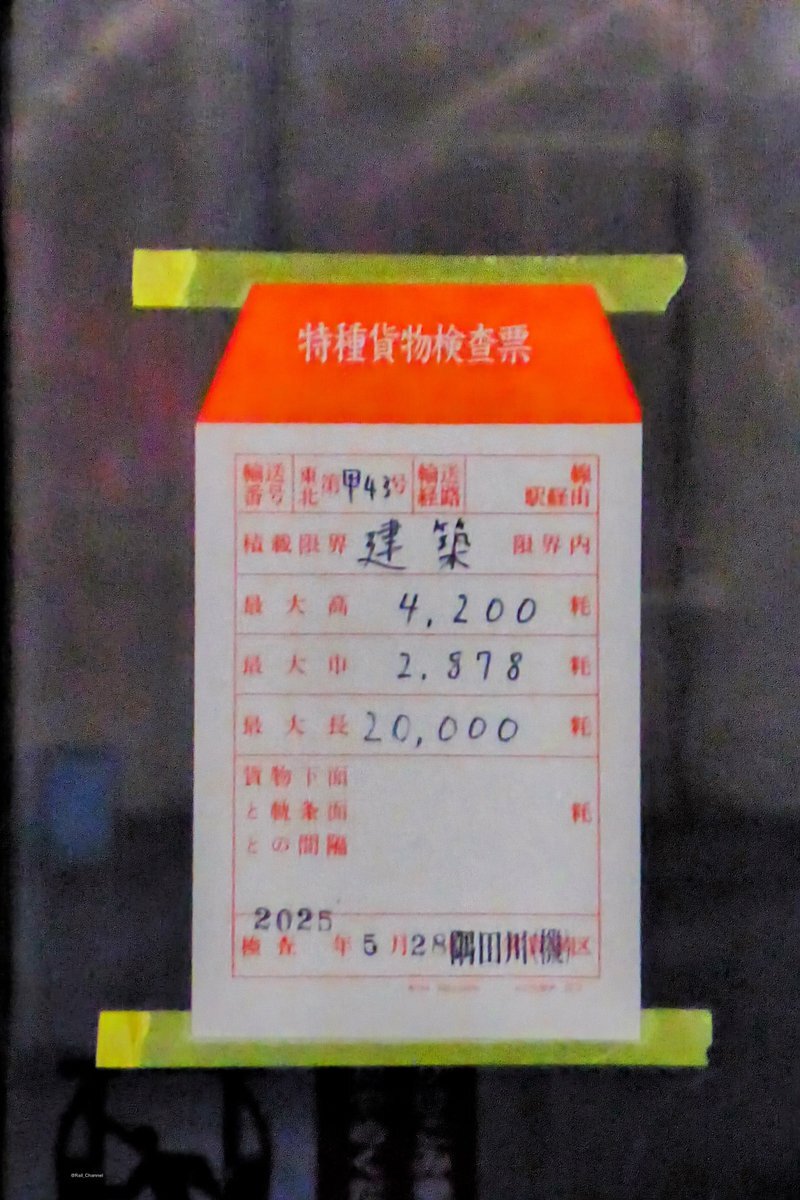 特種貨物検査票
輸送番号 東北 第甲43号 輸送経路 線 駅経由
積載限界 建築 限界内
最大高 4,200 粍
最大巾 2.878 粍
最大長 20,000 粍
貨物下面
と軌条面 粍
との間隔
2025
検査 年5月28 隅田川機 区
@Rail_Channel